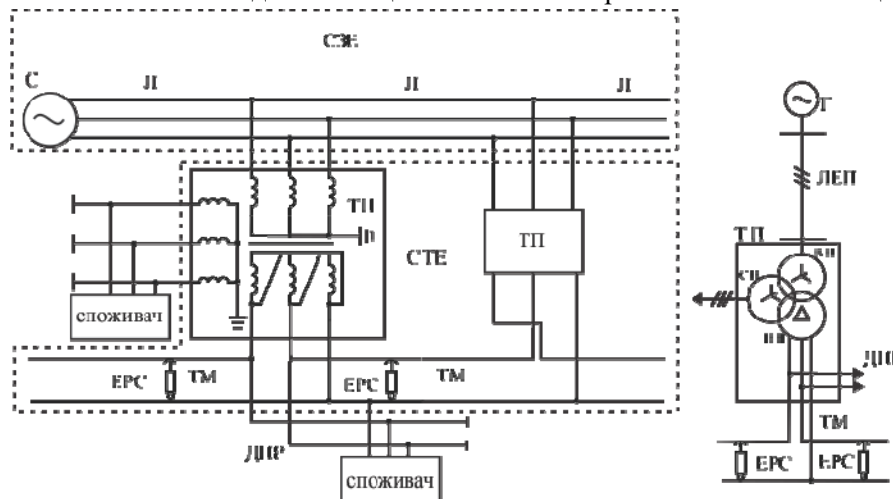 СЗЕ
С
Л
Л
Л
Г
ЛЕП
ТП
СТЕ
ТП
ТП
споживач
СН
НН
ДПР
ЕРС
ТМ
ЕРС
ТМ
ДПР
споживач
ТМ
ЕРС
ЕРС